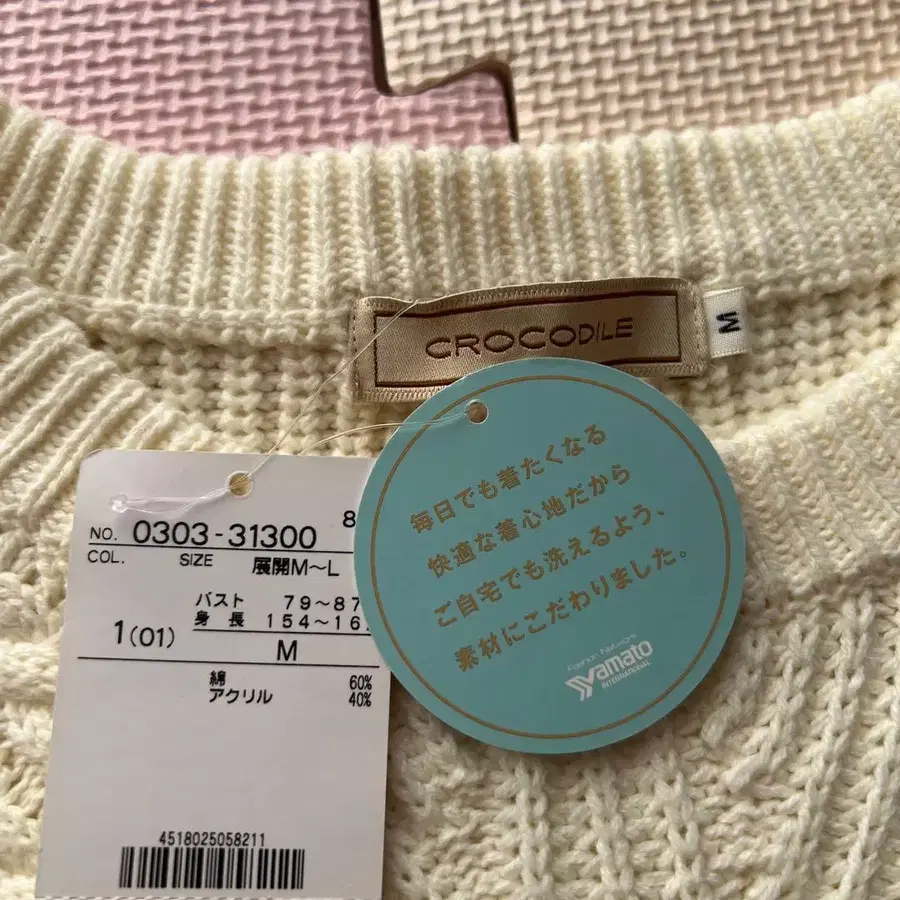 CROCODILE
M
毎日でも着たくなる
快適な着心地だから
ご自宅でも洗えるよう、
素材にこだわりました。
Fashion Network
Yamato
INTERNATIONAL
8
NO. 0303-31300
COL. SIZE 展開M〜L
バスト 79〜87
身長 154〜16
1(01) M
綿 60%
アクリル 40%
4518025058211